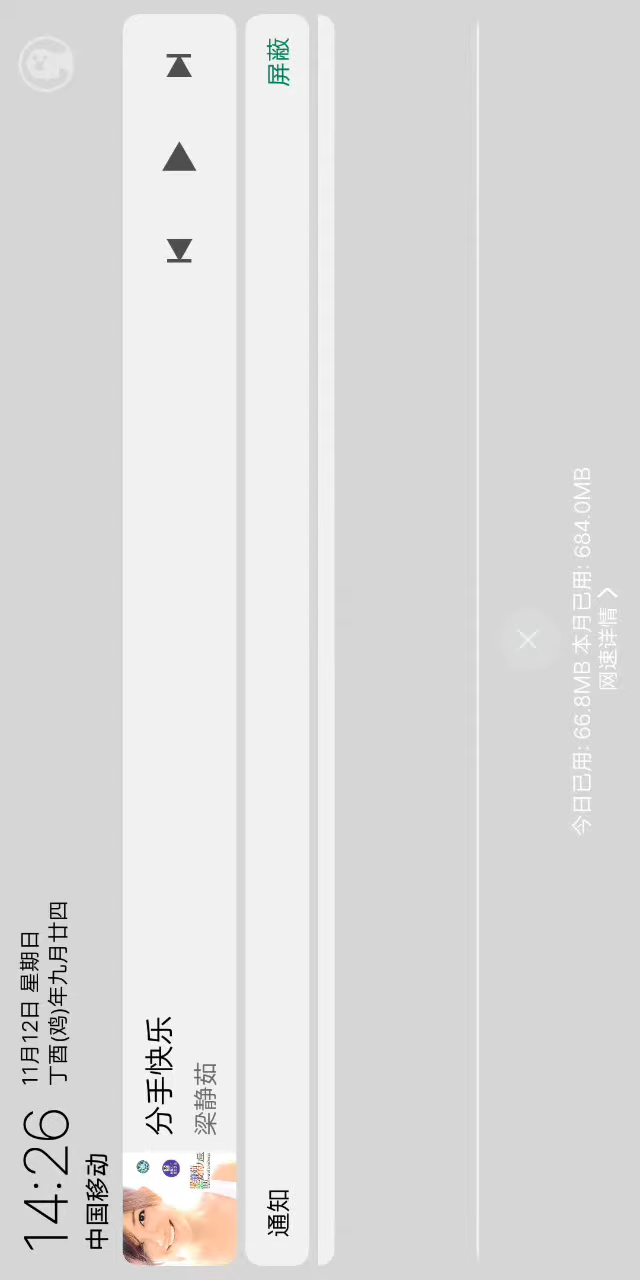 14:26
11月12日 星期日
丁酉(鸡)年九月廿四
中国移动
分手快乐
梁静茹
通知
屏蔽
今日已用: 66.8MB 本月已用: 684.0MB
网速详情